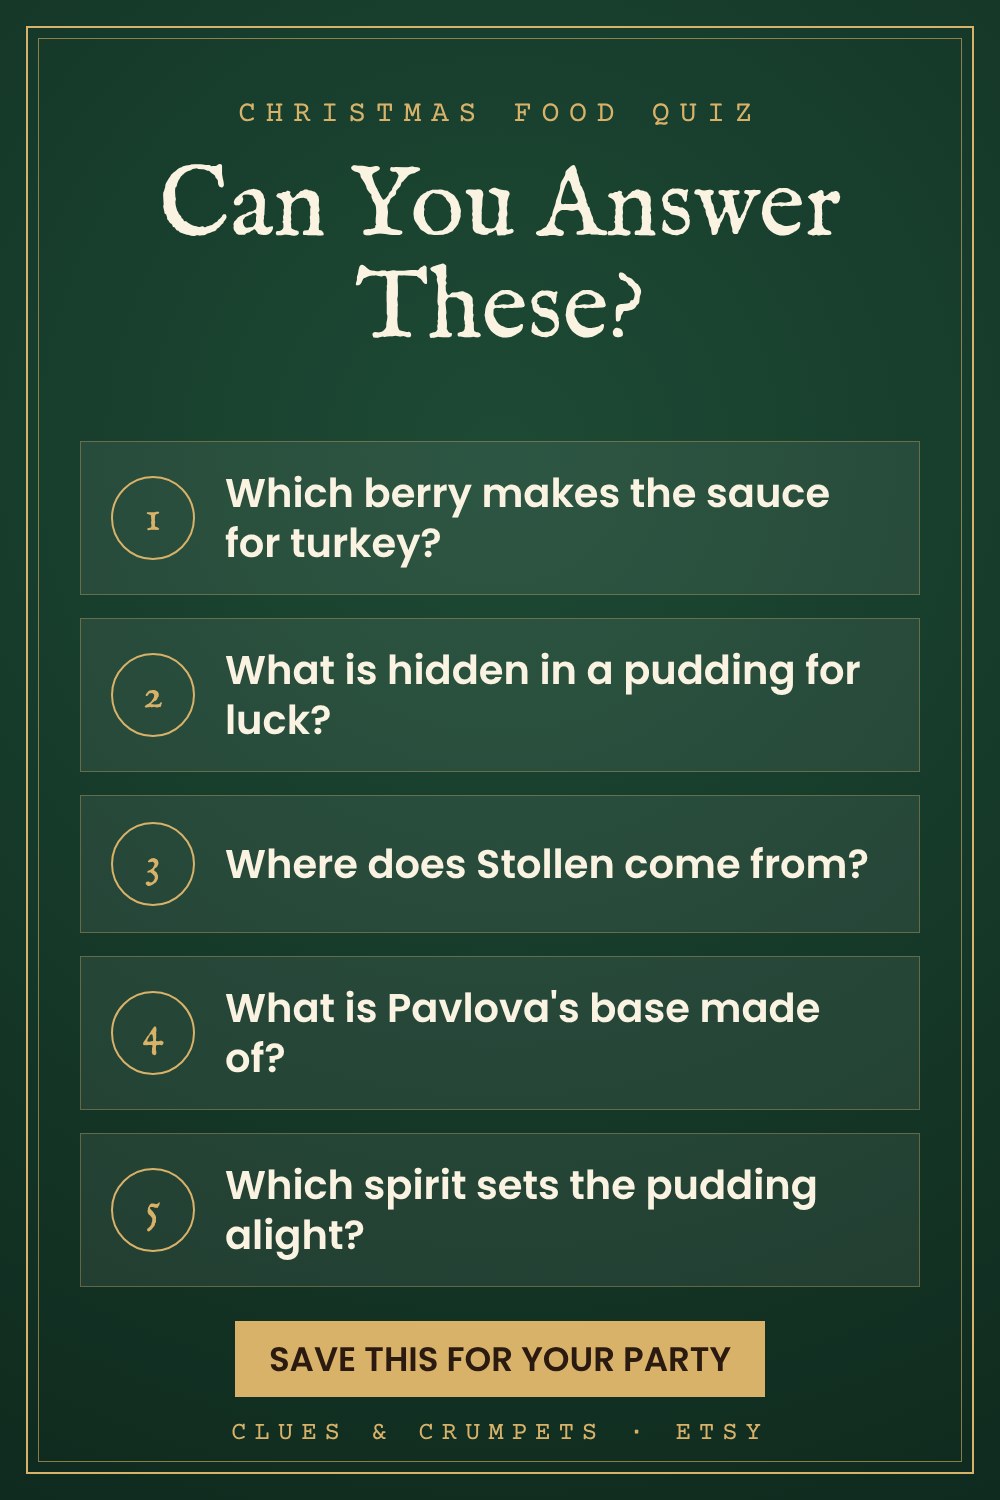 CHRISTMAS FOOD QUIZ
Can You Answer
These?
1
Which berry makes the sauce
for turkey?
2
What is hidden in a pudding for
luck?
3
Where does Stollen come from?
4
What is Pavlova's base made
of?
5
Which spirit sets the pudding
alight?
SAVE THIS FOR YOUR PARTY
CLUES & CRUMPETS · ETSY